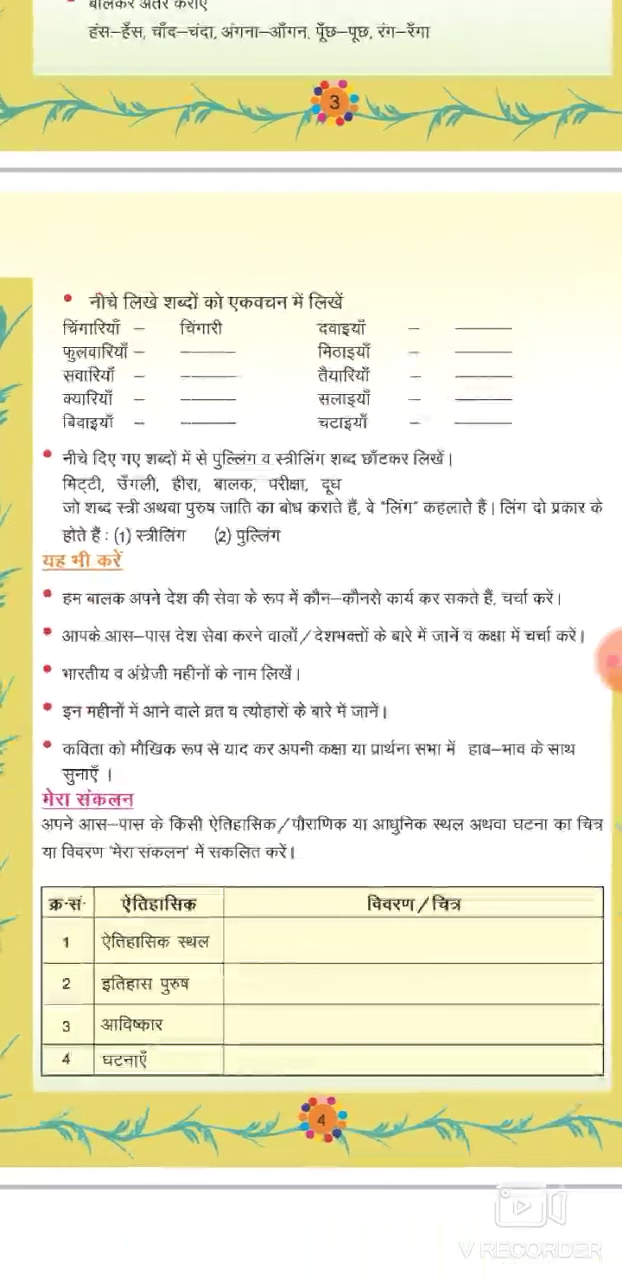 बोलकर अंतर कराएँ
हंस–हँस, चाँद–चंदा, अंगना–आँगन, पूँछ–पूछ, रंग–रँगा
3
• नीचे लिखे शब्दों को एकवचन में लिखें
चिंगारियाँ – चिंगारी दवाइयाँ – ———
फुलवारियाँ – ——— मिठाइयाँ – ———
सवारियाँ – ——— तैयारियाँ – ———
क्यारियाँ – ——— सलाइयाँ – ———
बिवाइयाँ – ——— चटाइयाँ – ———
• नीचे दिए गए शब्दों में से पुल्लिंग व स्त्रीलिंग शब्द छाँटकर लिखें।
मिट्टी, उँगली, हीरा, बालक, परीक्षा, दूध
जो शब्द स्त्री अथवा पुरुष जाति का बोध कराते हैं, वे "लिंग" कहलाते हैं। लिंग दो प्रकार के
होते हैं : (1) स्त्रीलिंग (2) पुल्लिंग
यह भी करें
• हम बालक अपने देश की सेवा के रूप में कौन–कौनसे कार्य कर सकते हैं, चर्चा करें।
• आपके आस–पास देश सेवा करने वालों/देशभक्तों के बारे में जानें व कक्षा में चर्चा करें।
• भारतीय व अंग्रेजी महीनों के नाम लिखें।
• इन महीनों में आने वाले व्रत व त्योहारों के बारे में जानें।
• कविता को मौखिक रूप से याद कर अपनी कक्षा या प्रार्थना सभा में हाव–भाव के साथ
सुनाएँ ।
मेरा संकलन
अपने आस–पास के किसी ऐतिहासिक/पौराणिक या आधुनिक स्थल अथवा घटना का चित्र
या विवरण 'मेरा संकलन' में संकलित करें।
क्र·सं· ऐतिहासिक विवरण/चित्र
1 ऐतिहासिक स्थल
2 इतिहास पुरुष
3 आविष्कार
4 घटनाएँ
4
V RECORDER